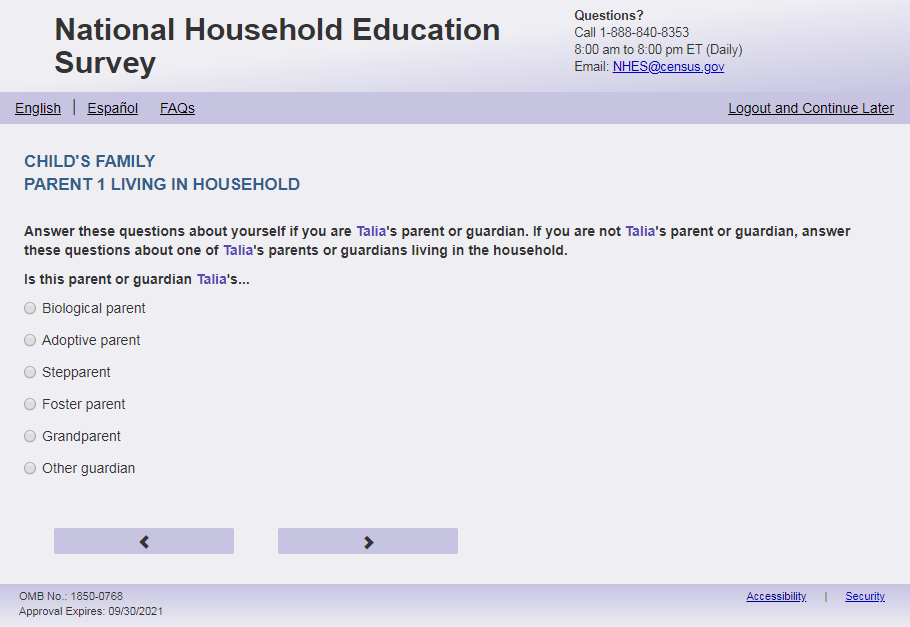 National Household Education
Survey
Questions?
Call 1-888-840-8353
8:00 am to 8:00 pm ET (Daily)
Email: NHES@census.gov
English | Español FAQs Logout and Continue Later
CHILD'S FAMILY
PARENT 1 LIVING IN HOUSEHOLD
Answer these questions about yourself if you are Talia's parent or guardian. If you are not Talia's parent or guardian, answer
these questions about one of Talia's parents or guardians living in the household.
Is this parent or guardian Talia's...
Biological parent
Adoptive parent
Stepparent
Foster parent
Grandparent
Other guardian
OMB No.: 1850-0768
Approval Expires: 09/30/2021
Accessibility | Security